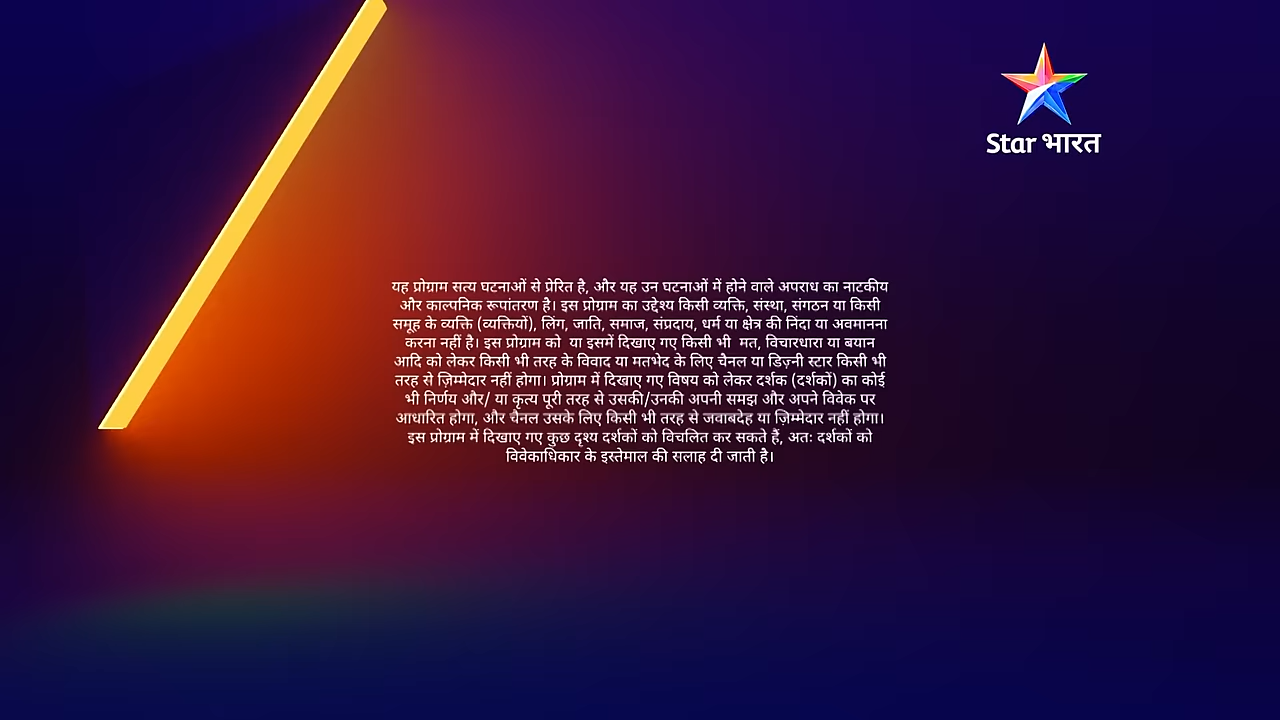 Star भारत
यह प्रोग्राम सत्य घटनाओं से प्रेरित है, और यह उन घटनाओं में होने वाले अपराध का नाटकीय
और काल्पनिक रूपांतरण है। इस प्रोग्राम का उद्देश्य किसी व्यक्ति, संस्था, संगठन या किसी
समूह के व्यक्ति (व्यक्तियों), लिंग, जाति, समाज, संप्रदाय, धर्म या क्षेत्र की निंदा या अवमानना
करना नहीं है। इस प्रोग्राम को या इसमें दिखाए गए किसी भी मत, विचारधारा या बयान
आदि को लेकर किसी भी तरह के विवाद या मतभेद के लिए चैनल या डिज़्नी स्टार किसी भी
तरह से ज़िम्मेदार नहीं होगा। प्रोग्राम में दिखाए गए विषय को लेकर दर्शक (दर्शकों) का कोई
भी निर्णय और/ या कृत्य पूरी तरह से उसकी/उनकी अपनी समझ और अपने विवेक पर
आधारित होगा, और चैनल उसके लिए किसी भी तरह से जवाबदेह या ज़िम्मेदार नहीं होगा।
इस प्रोग्राम में दिखाए गए कुछ दृश्य दर्शकों को विचलित कर सकते हैं, अतः दर्शकों को
विवेकाधिकार के इस्तेमाल की सलाह दी जाती है।